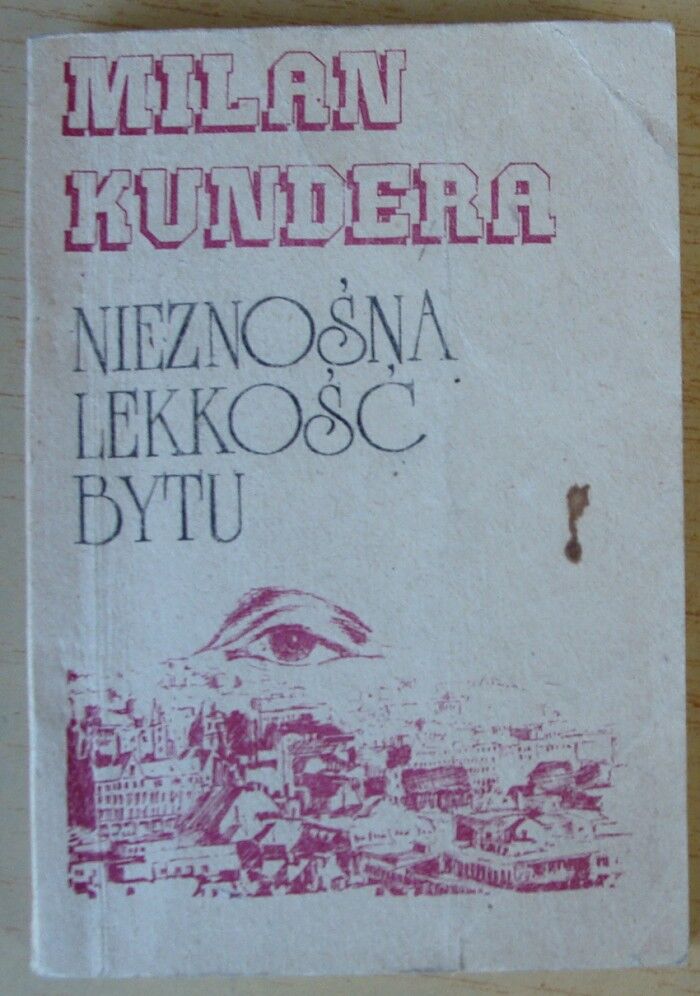 MILAN
KUNDERA
NIEZNOŚNA
LEKKOŚĆ
BYTU